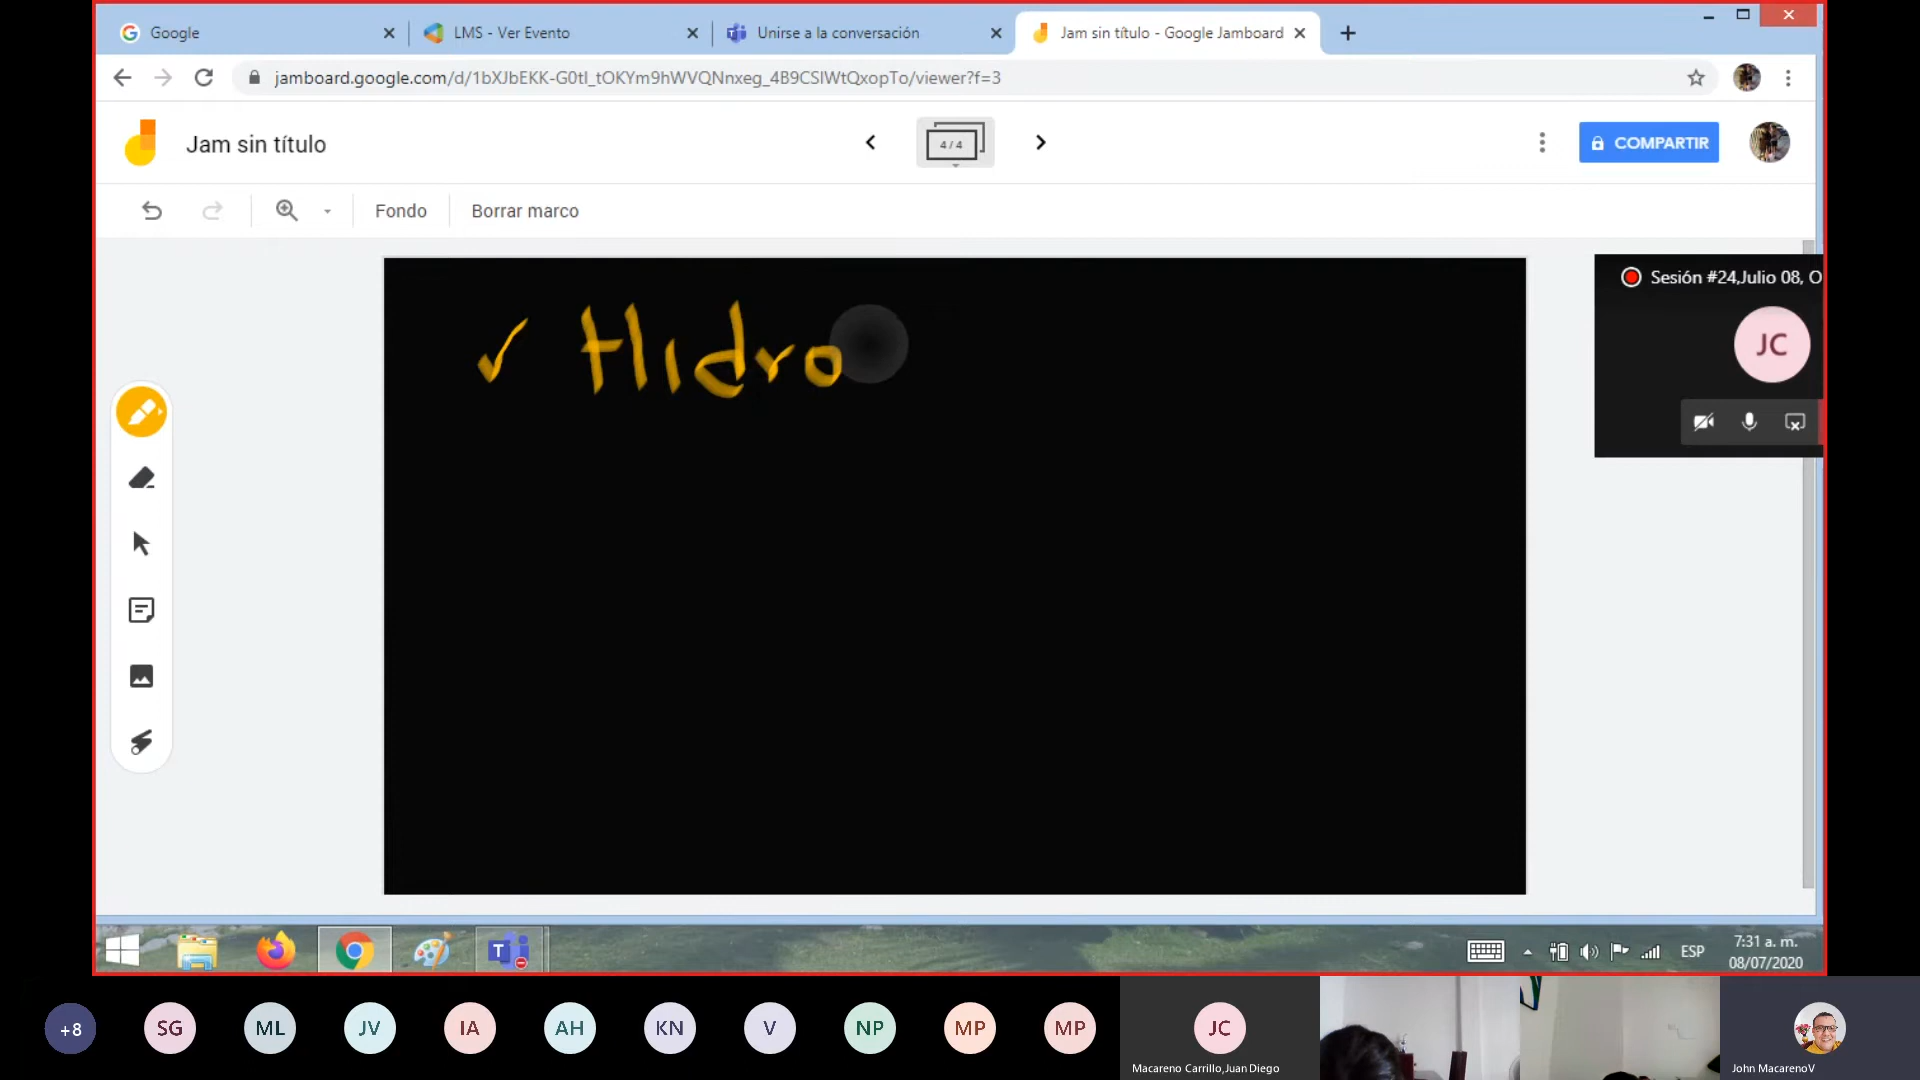 Google
LMS - Ver Evento
Unirse a la conversación
Jam sin título - Google Jamboard
jamboard.google.com/d/1bXJbEKK-G0tI_tOKYm9hWVQNnxeg_4B9CSIWtQxopTo/viewer?f=3
Jam sin título
4 / 4
COMPARTIR
Fondo
Borrar marco
✓ Hidro
Sesión #24,Julio 08, O
JC
T
ESP
7:31 a. m.
08/07/2020
+8
SG
ML
JV
IA
AH
KN
V
NP
MP
MP
JC
Macareno Carrillo,Juan Diego
John MacarenoV